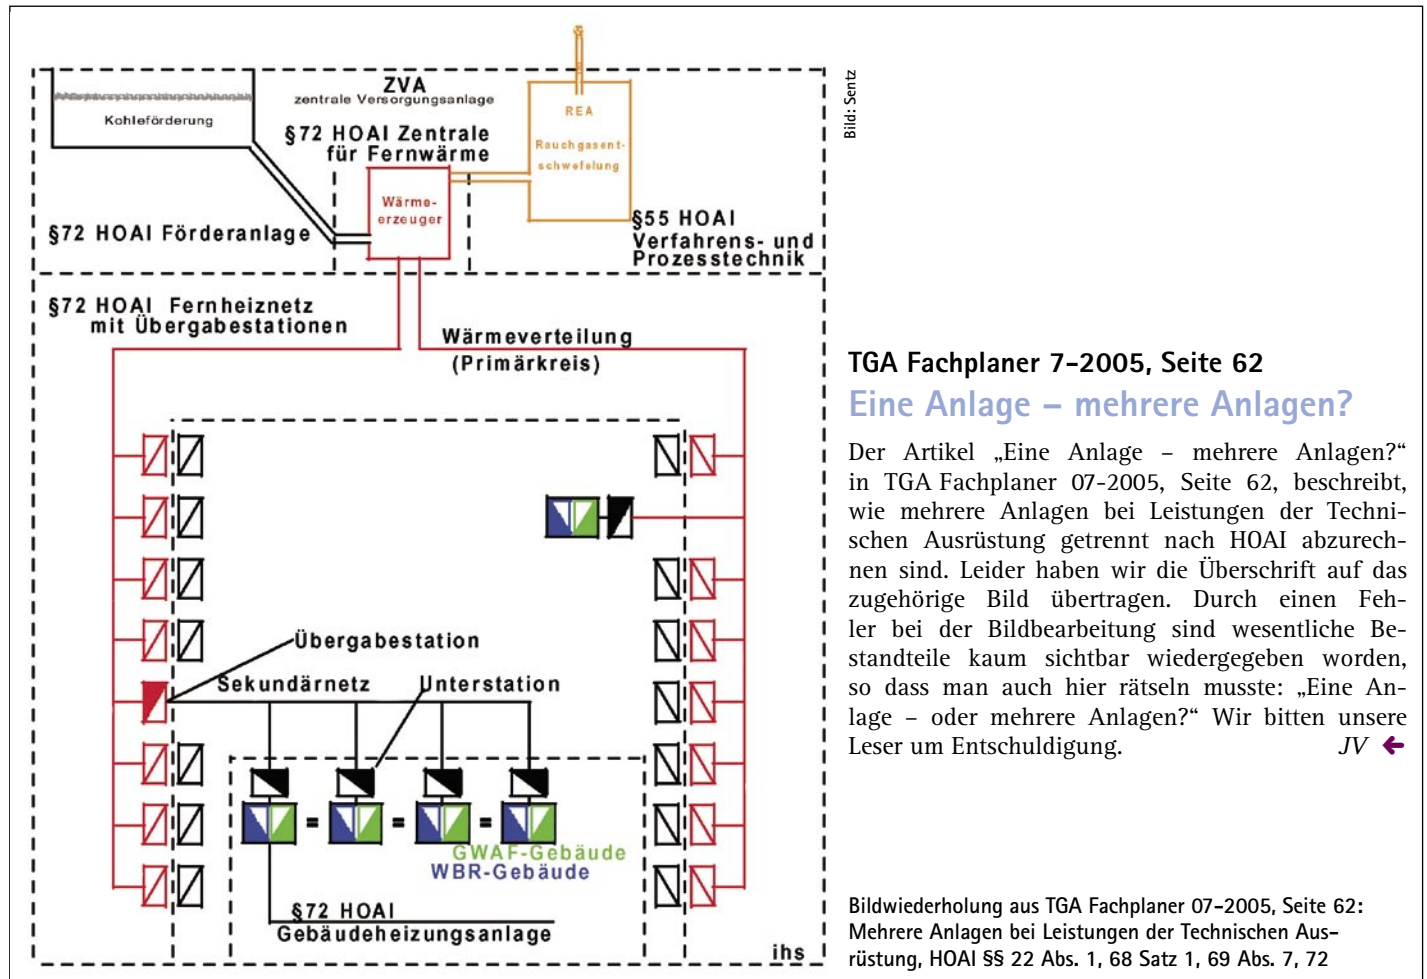 ZVA
zentrale Versorgungsanlage
Kohleförderung
§72 HOAI Zentrale
für Fernwärme
REA
Rauchgasent-
schwefelung
Wärme-
erzeuger
§72 HOAI Förderanlage
§55 HOAI
Verfahrens- und
Prozesstechnik
§72 HOAI Fernheiznetz
mit Übergabestationen
Wärmeverteilung
(Primärkreis)
Übergabestation
Sekundärnetz
Unterstation
=
=
=
GWAF-Gebäude
WBR-Gebäude
§72 HOAI
Gebäudeheizungsanlage
ihs
Bild: Sentz
TGA Fachplaner 7-2005, Seite 62
Eine Anlage – mehrere Anlagen?
Der Artikel „Eine Anlage – mehrere Anlagen?“
in TGA Fachplaner 07-2005, Seite 62, beschreibt,
wie mehrere Anlagen bei Leistungen der Techni-
schen Ausrüstung getrennt nach HOAI abzurech-
nen sind. Leider haben wir die Überschrift auf das
zugehörige Bild übertragen. Durch einen Feh-
ler bei der Bildbearbeitung sind wesentliche Be-
standteile kaum sichtbar wiedergegeben worden,
so dass man auch hier rätseln musste: „Eine An-
lage – oder mehrere Anlagen?“ Wir bitten unsere
Leser um Entschuldigung. JV
Bildwiederholung aus TGA Fachplaner 07-2005, Seite 62:
Mehrere Anlagen bei Leistungen der Technischen Aus-
rüstung, HOAI §§ 22 Abs. 1, 68 Satz 1, 69 Abs. 7, 72